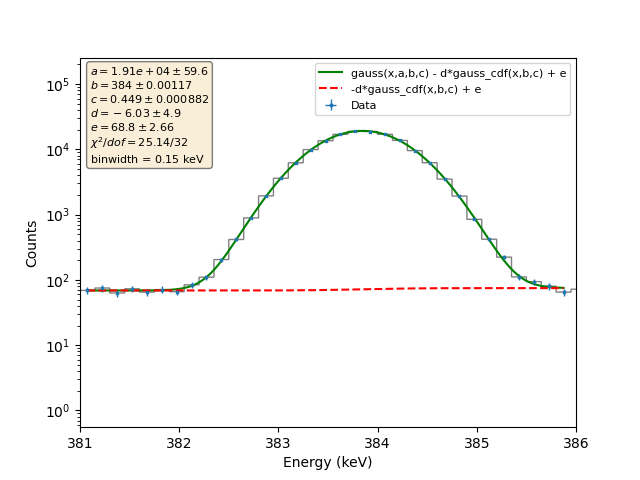 a = 1.91e + 04 ± 59.6
b = 384 ± 0.00117
c = 0.449 ± 0.000882
d = −6.03 ± 4.9
e = 68.8 ± 2.66
χ²/dof = 25.14/32
binwidth = 0.15 keV
gauss(x,a,b,c) - d*gauss_cdf(x,b,c) + e
-d*gauss_cdf(x,b,c) + e
Data
10⁵
10⁴
10³
10²
10¹
10⁰
Counts
381 382 383 384 385 386
Energy (keV)